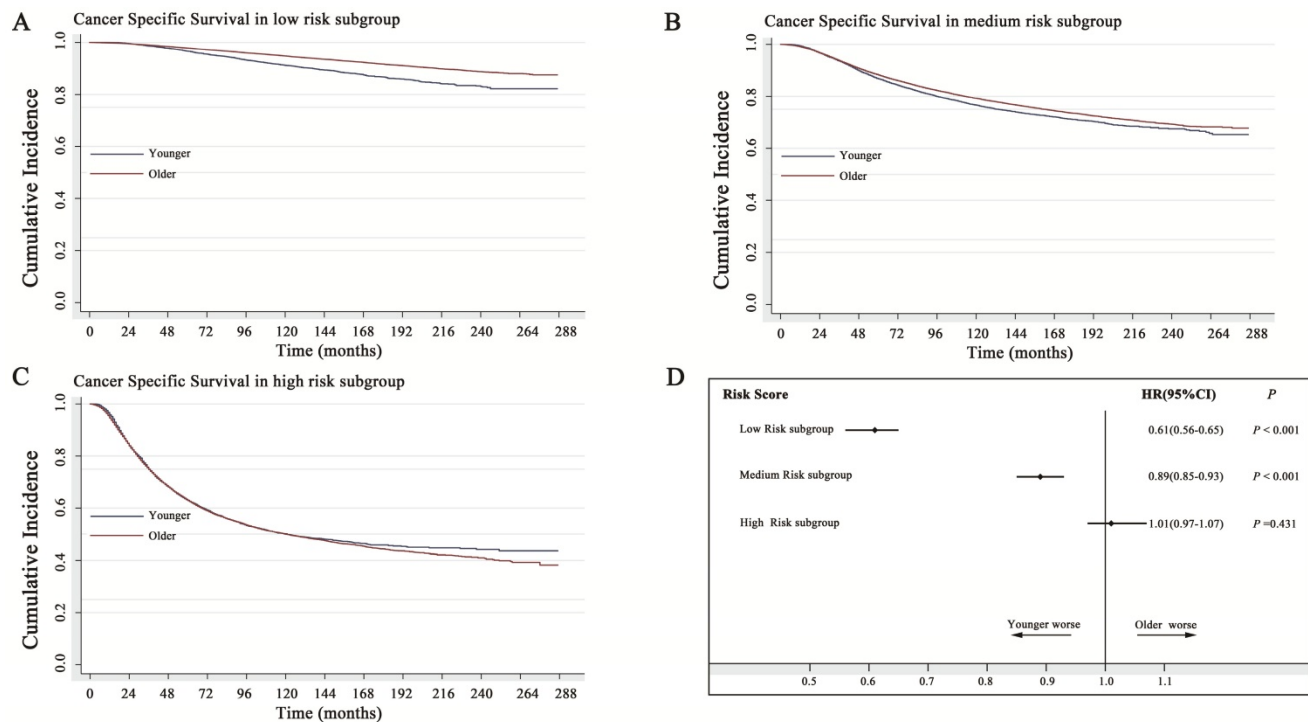 A
Cancer Specific Survival in low risk subgroup
Cumulative Incidence
1.0
0.8
0.6
0.4
0.2
0.0
Younger
Older
0 24 48 72 96 120 144 168 192 216 240 264 288
Time (months)
B
Cancer Specific Survival in medium risk subgroup
Cumulative Incidence
1.0
0.8
0.6
0.4
0.2
0.0
Younger
Older
0 24 48 72 96 120 144 168 192 216 240 264 288
Time (months)
C
Cancer Specific Survival in high risk subgroup
Cumulative Incidence
1.0
0.8
0.6
0.4
0.2
0.0
Younger
Older
0 24 48 72 96 120 144 168 192 216 240 264 288
Time (months)
D
Risk Score HR(95%CI) P
Low Risk subgroup 0.61(0.56-0.65) P < 0.001
Medium Risk subgroup 0.89(0.85-0.93) P < 0.001
High Risk subgroup 1.01(0.97-1.07) P =0.431
Younger worse Older worse
0.5 0.6 0.7 0.8 0.9 1.0 1.1